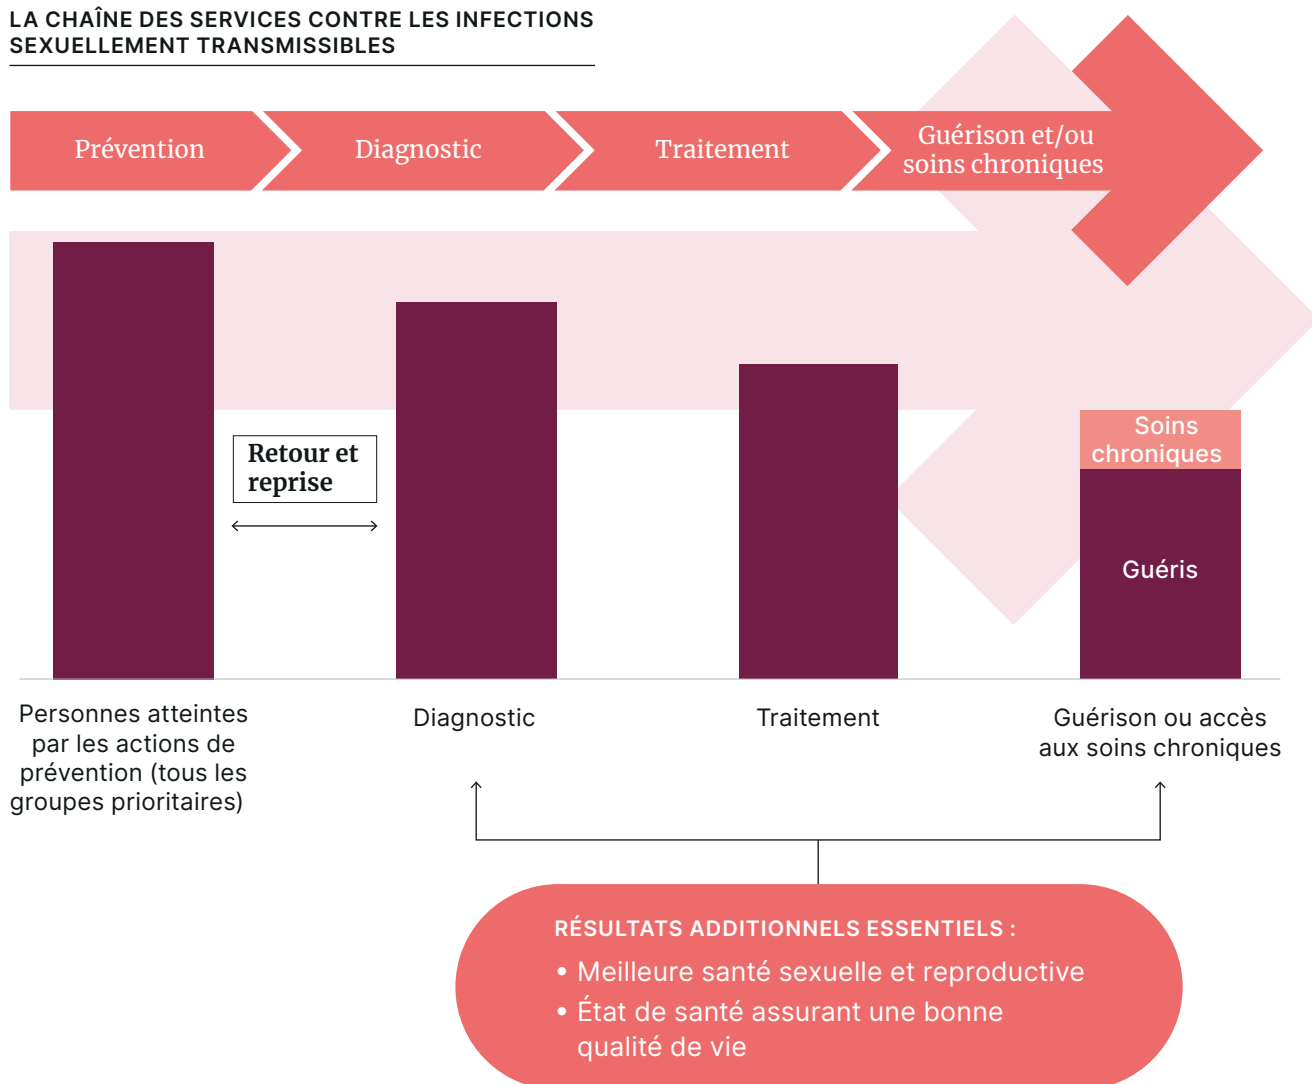 LA CHAÎNE DES SERVICES CONTRE LES INFECTIONS
SEXUELLEMENT TRANSMISSIBLES
Prévention
Diagnostic
Traitement
Guérison et/ou
soins chroniques
Retour et
reprise
Soins
chroniques
Guéris
Personnes atteintes
par les actions de
prévention (tous les
groupes prioritaires)
Diagnostic
Traitement
Guérison ou accès
aux soins chroniques
RÉSULTATS ADDITIONNELS ESSENTIELS :
• Meilleure santé sexuelle et reproductive
• État de santé assurant une bonne
qualité de vie